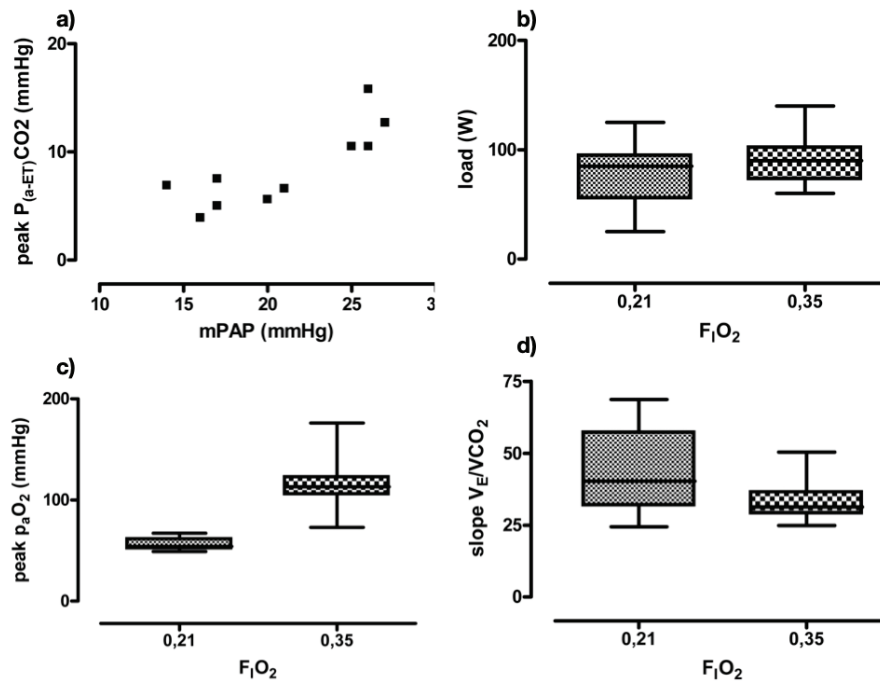 a)
peak P(a-ET)CO2 (mmHg)
20
10
0
10 15 20 25 3
mPAP (mmHg)
b)
load (W)
200
100
0
0,21 0,35
FIO2
c)
peak paO2 (mmHg)
200
100
0
0,21 0,35
FIO2
d)
slope VE/VCO2
75
50
25
0
0,21 0,35
FIO2